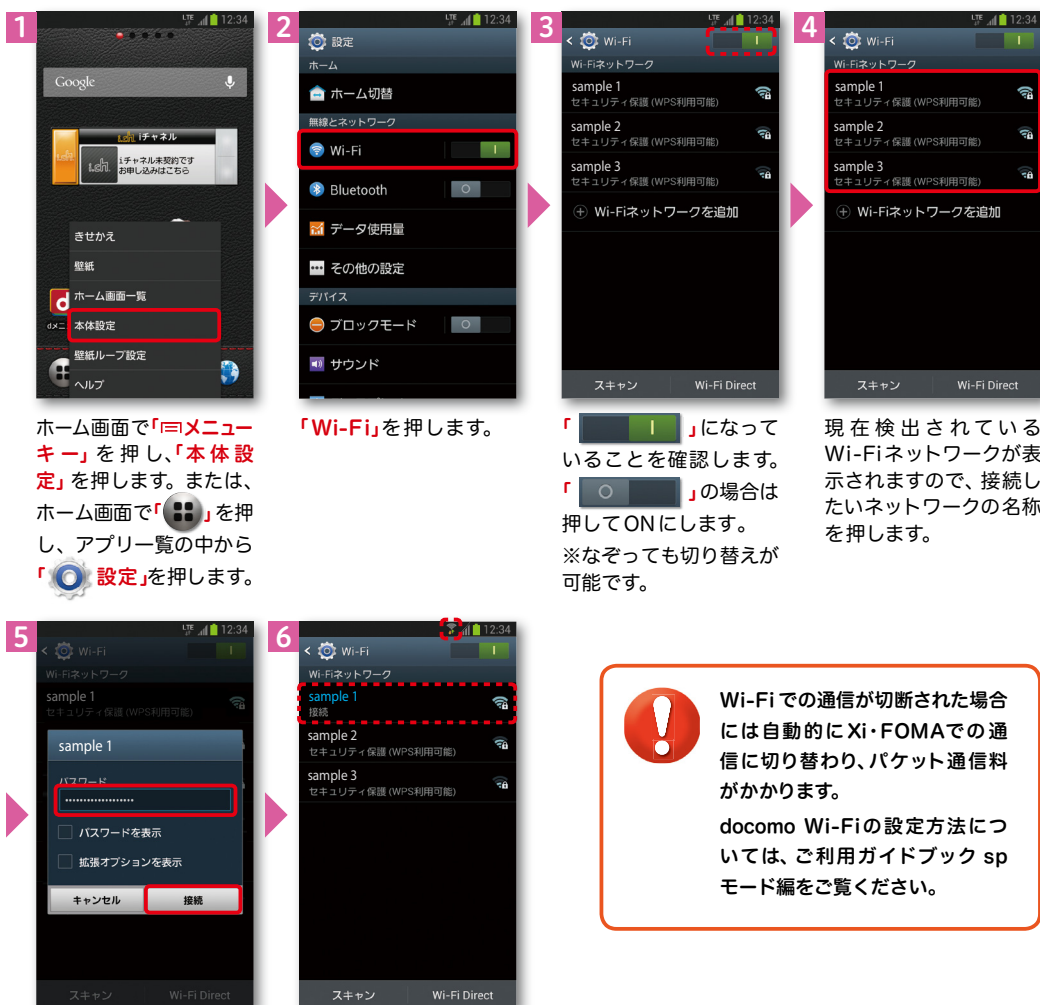 1
LTE 12:34
Google
iチャネル
i.ch.
iチャネル未契約です
お申し込みはこちら
きせかえ
壁紙
ホーム画面一覧
dメニ
本体設定
壁紙ループ設定
ヘルプ
ホーム画面で「メニュー
キー」を押し、「本体設
定」を押します。または、
ホーム画面で「」を押
し、アプリ一覧の中から
「設定」を押します。
2
LTE 12:34
設定
ホーム
ホーム切替
無線とネットワーク
Wi-Fi
Bluetooth
データ使用量
その他の設定
デバイス
ブロックモード
サウンド
「Wi-Fi」を押します。
3
LTE 12:34
< Wi-Fi
Wi-Fiネットワーク
sample 1
セキュリティ保護 (WPS利用可能)
sample 2
セキュリティ保護 (WPS利用可能)
sample 3
セキュリティ保護 (WPS利用可能)
Wi-Fiネットワークを追加
スキャン Wi-Fi Direct
「」になって
いることを確認します。
「」の場合は
押してONにします。
※なぞっても切り替えが
可能です。
4
LTE 12:34
< Wi-Fi
Wi-Fiネットワーク
sample 1
セキュリティ保護 (WPS利用可能)
sample 2
セキュリティ保護 (WPS利用可能)
sample 3
セキュリティ保護 (WPS利用可能)
Wi-Fiネットワークを追加
スキャン Wi-Fi Direct
現在検出されている
Wi-Fiネットワークが表
示されますので、接続し
たいネットワークの名称
を押します。
5
LTE 12:34
< Wi-Fi
Wi-Fiネットワーク
sample 1
セキュリティ保護 (WPS利用可能)
sample 1
パスワード
•••••••••••••••••••
パスワードを表示
拡張オプションを表示
キャンセル 接続
スキャン Wi-Fi Direct
6
12:34
< Wi-Fi
Wi-Fiネットワーク
sample 1
接続
sample 2
セキュリティ保護 (WPS利用可能)
sample 3
セキュリティ保護 (WPS利用可能)
スキャン Wi-Fi Direct
Wi-Fiでの通信が切断された場合
には自動的にXi・FOMAでの通
信に切り替わり、パケット通信料
がかかります。
docomo Wi-Fiの設定方法につ
いては、ご利用ガイドブック sp
モード編をご覧ください。